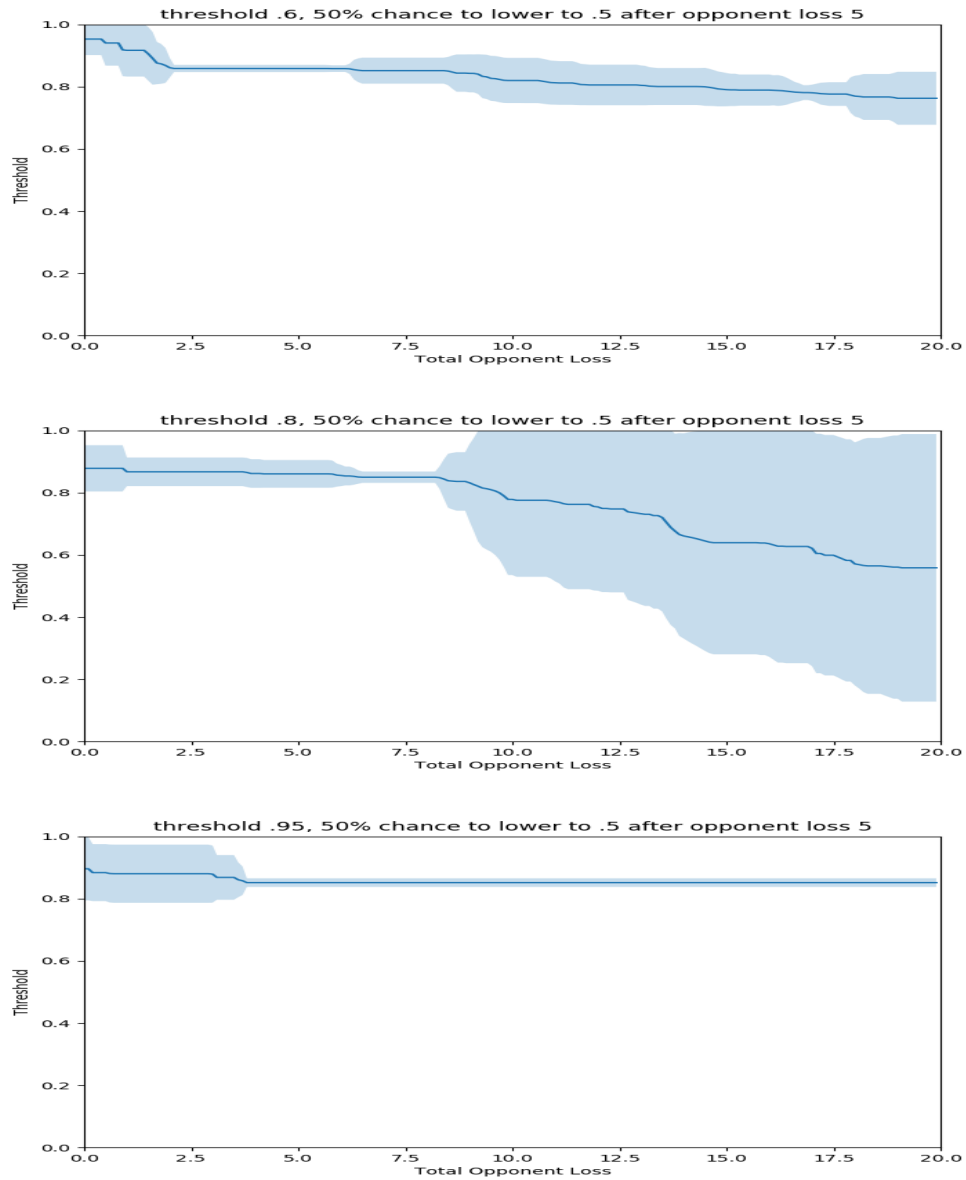 threshold .6, 50% chance to lower to .5 after opponent loss 5
1.0
0.8
0.6
0.4
0.2
0.0
Threshold
0.0 2.5 5.0 7.5 10.0 12.5 15.0 17.5 20.0
Total Opponent Loss
threshold .8, 50% chance to lower to .5 after opponent loss 5
1.0
0.8
0.6
0.4
0.2
0.0
Threshold
0.0 2.5 5.0 7.5 10.0 12.5 15.0 17.5 20.0
Total Opponent Loss
threshold .95, 50% chance to lower to .5 after opponent loss 5
1.0
0.8
0.6
0.4
0.2
0.0
Threshold
0.0 2.5 5.0 7.5 10.0 12.5 15.0 17.5 20.0
Total Opponent Loss